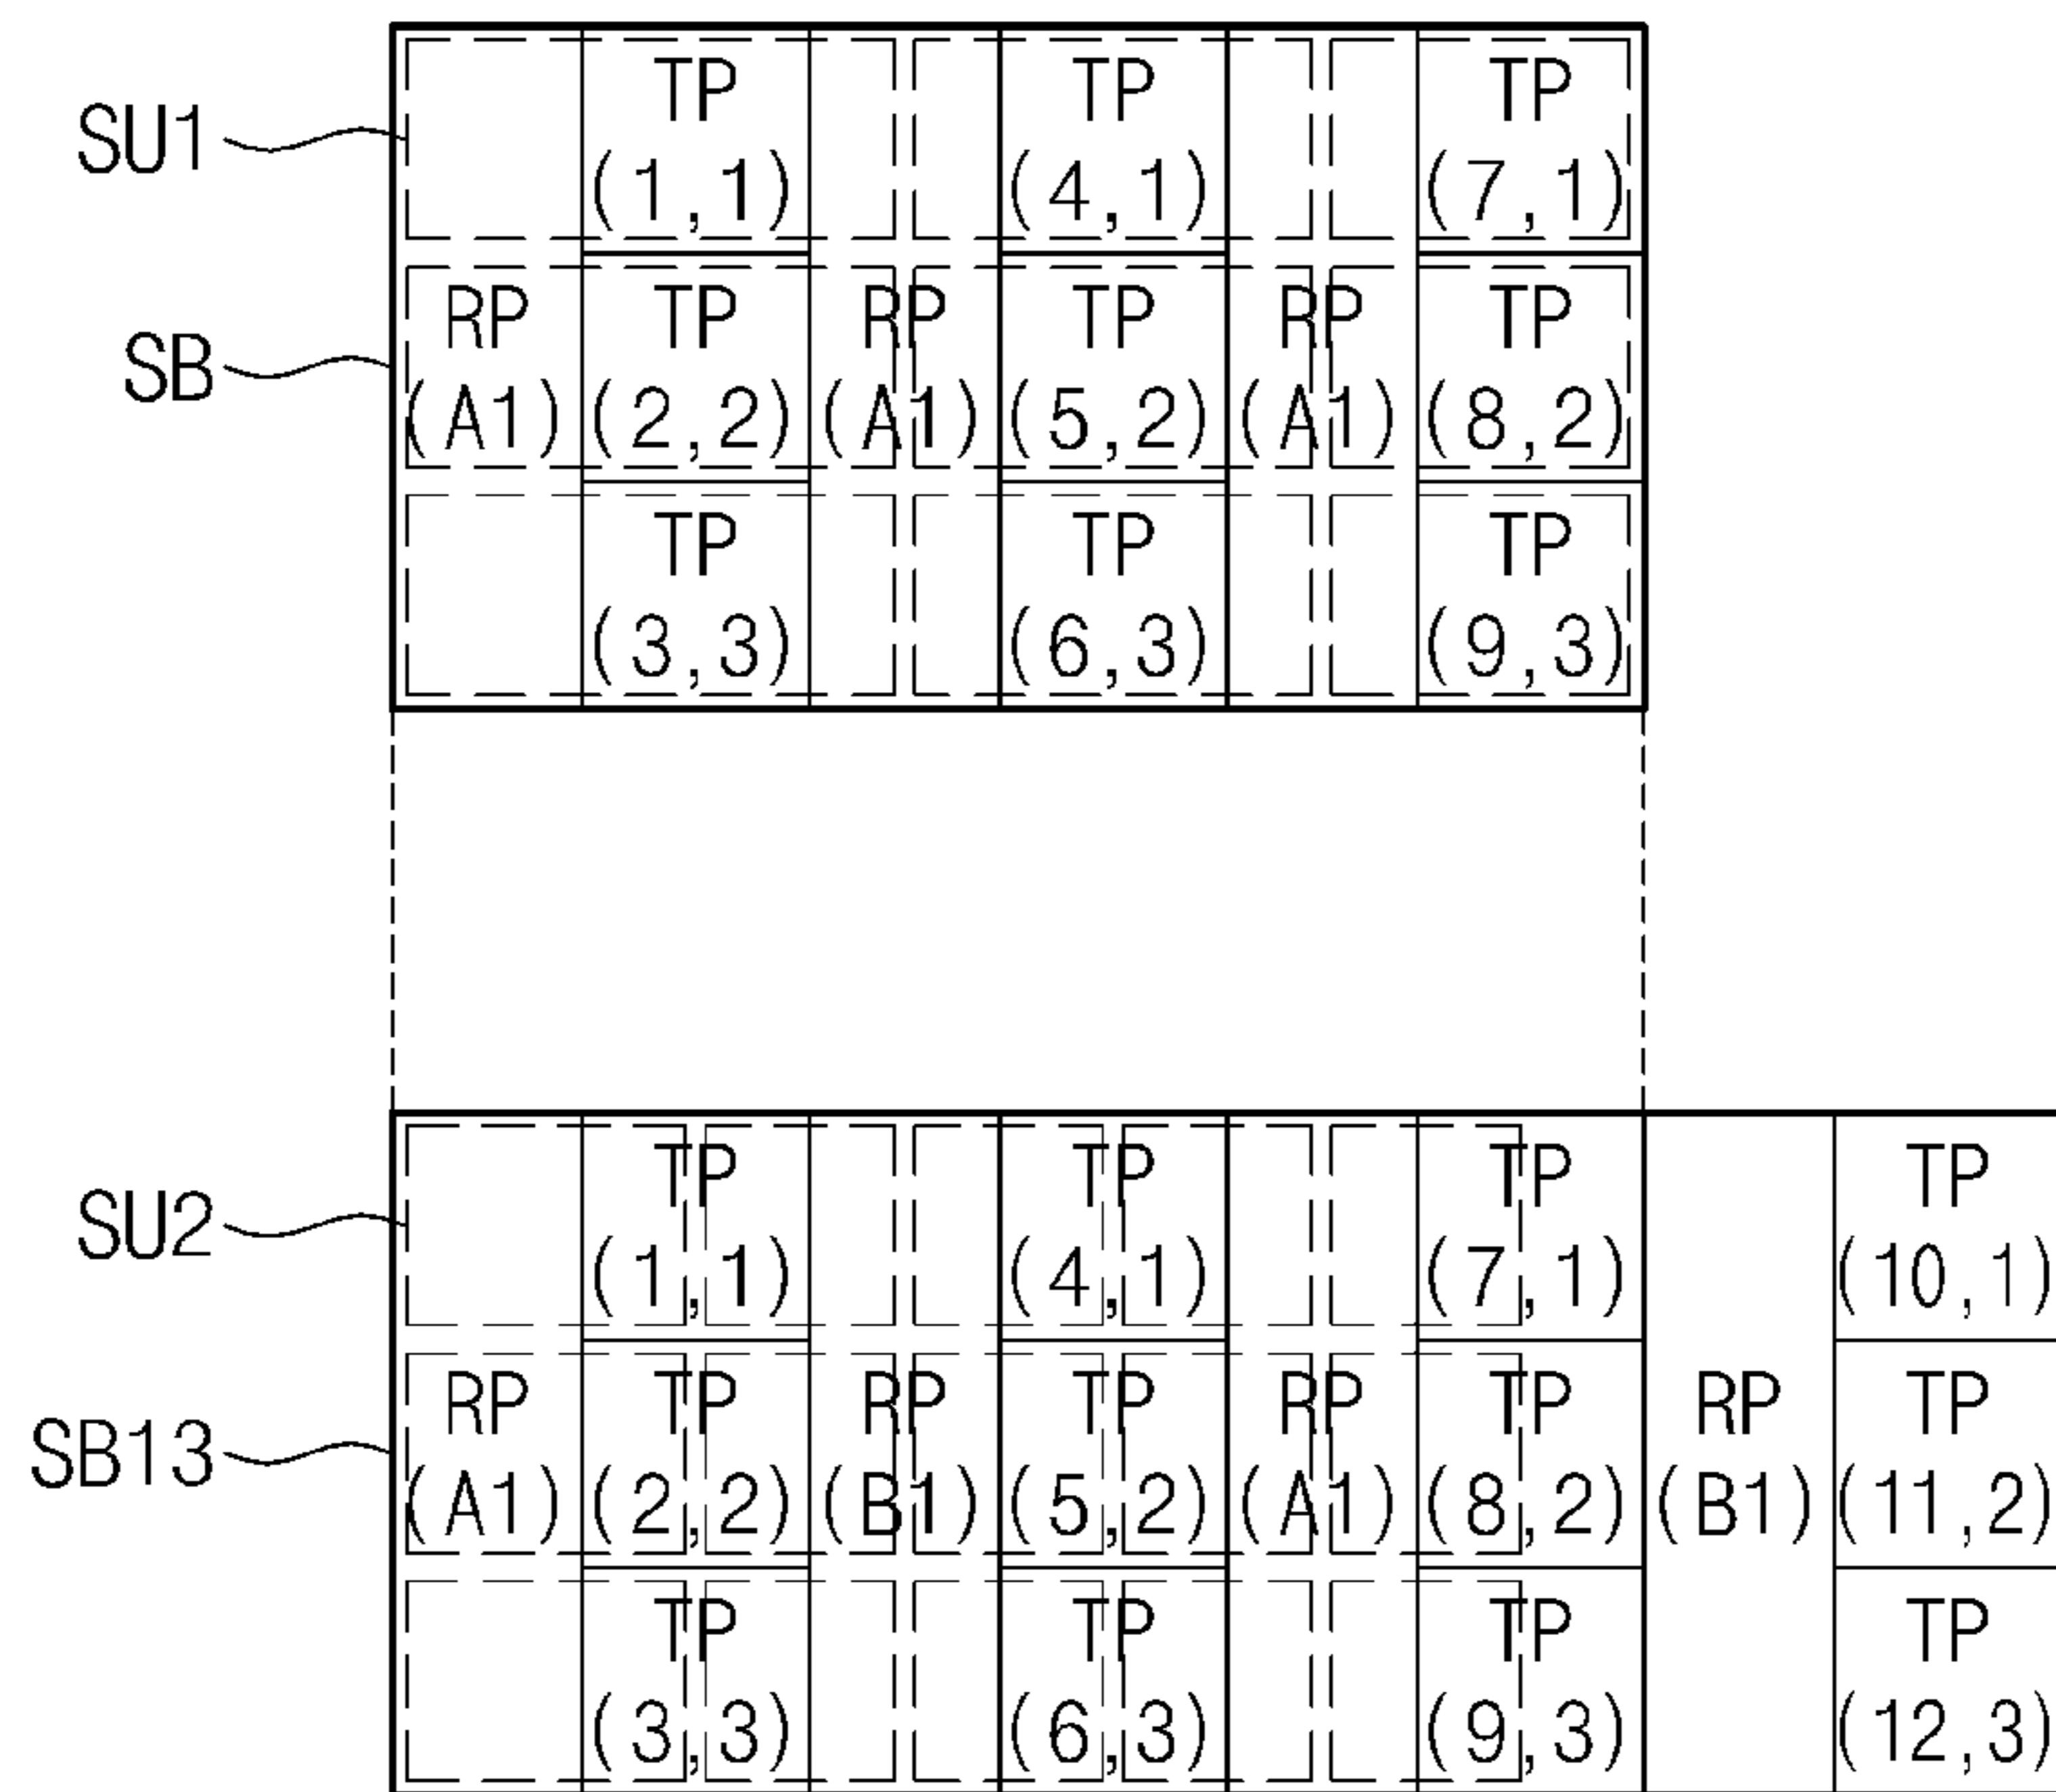 TP TP TP
SU1
(1,1) (4,1) (7,1)
RP TP RP TP RP TP
SB
(A1) (2,2) (A1) (5,2) (A1) (8,2)
TP TP TP
(3,3) (6,3) (9,3)
TP TP TP TP
SU2
(1,1) (4,1) (7,1) (10,1)
RP TP RP TP RP TP RP TP
SB13
(A1) (2,2) (B1) (5,2) (A1) (8,2) (B1) (11,2)
TP TP TP TP
(3,3) (6,3) (9,3) (12,3)